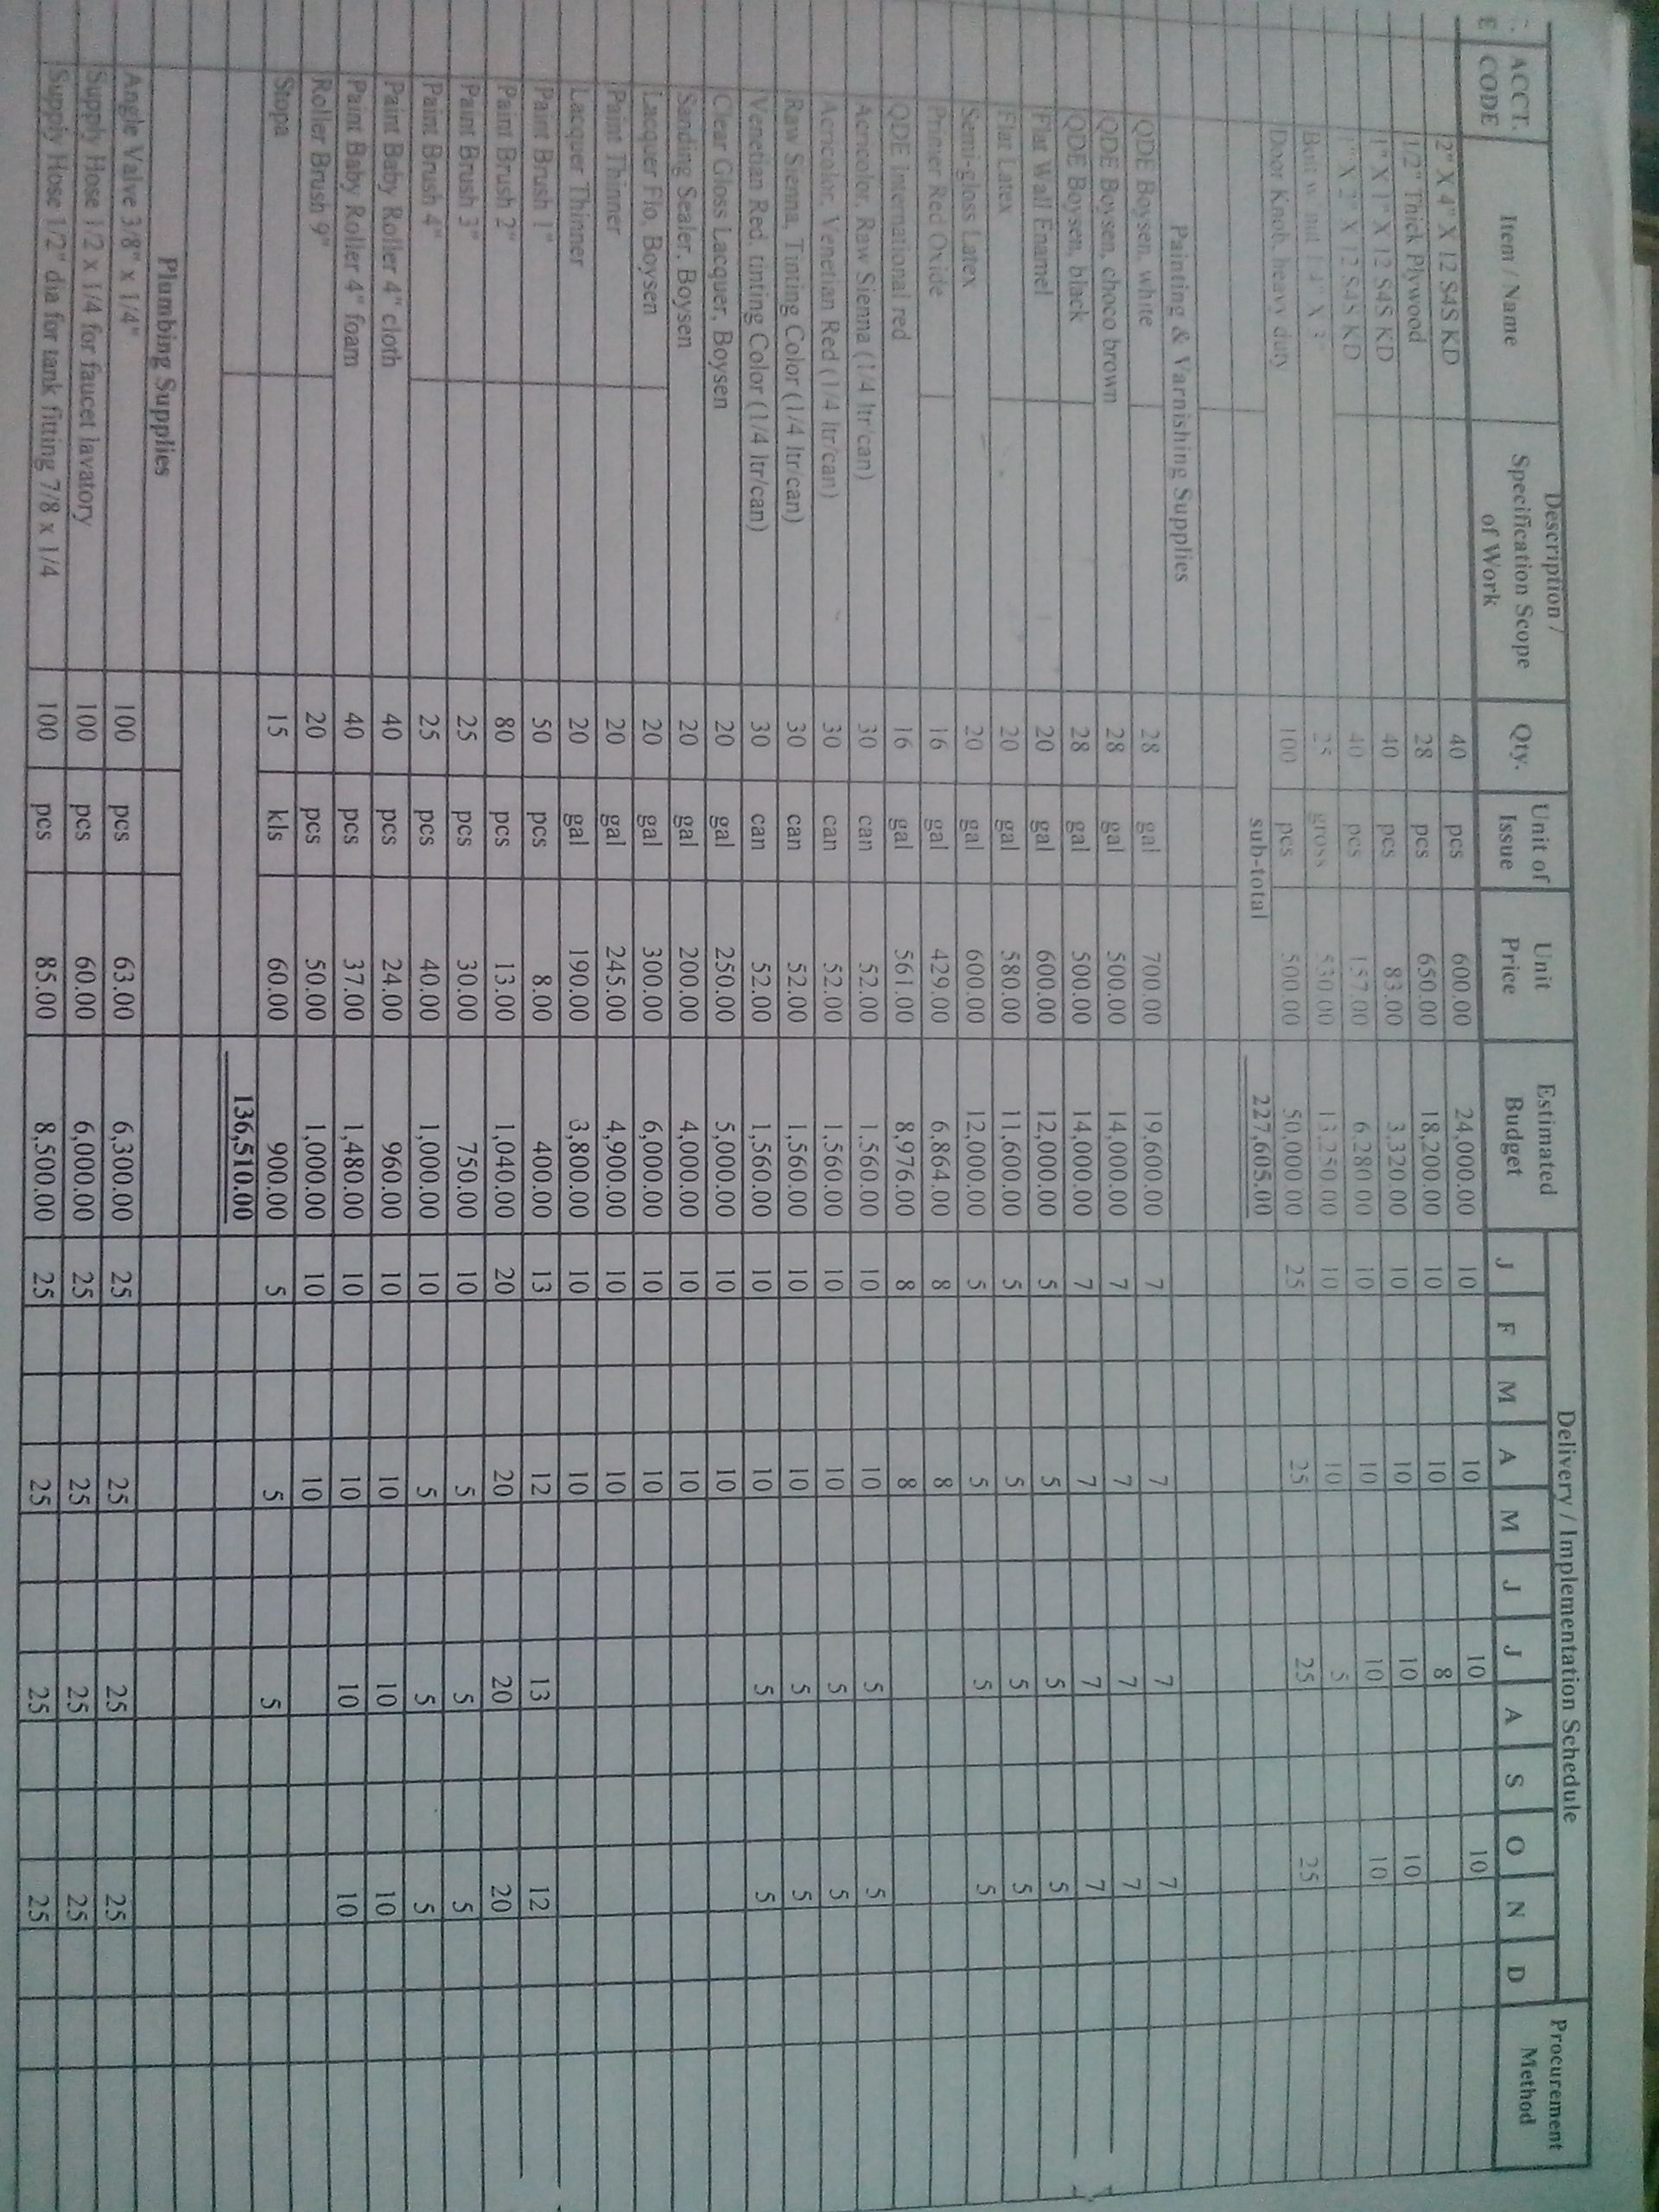 ACCT. CODE Item / Name Description / Specification Scope of Work Qty. Unit of Issue Unit Price Estimated Budget Delivery / Implementation Schedule Procurement Method
J F M A M J J A S O N D
2" X 4" X 12 S4S KD 40 pcs 600.00 24,000.00 10 10 10 10
1/2" Thick Plywood 28 pcs 650.00 18,200.00 10 10 8
1" X 1" X 12 S4S KD 40 pcs 83.00 3,320.00 10 10 10 10
1" X 2" X 12 S4S KD 40 pcs 157.00 6,280.00 10 10 10 10
Bolt w/ nut 1/4" X 3" 25 gross 530.00 13,250.00 10 10 5
Door Knob, heavy duty 100 pcs 500.00 50,000.00 25 25 25 25
sub-total 227,605.00
Painting & Varnishing Supplies
QDE Boysen, white 28 gal 700.00 19,600.00 7 7 7 7
QDE Boysen, choco brown 28 gal 500.00 14,000.00 7 7 7 7
QDE Boysen, black 28 gal 500.00 14,000.00 7 7 7 7
Flat Wall Enamel 20 gal 600.00 12,000.00 5 5 5 5
Flat Latex 20 gal 580.00 11,600.00 5 5 5 5
Semi-gloss Latex 20 gal 600.00 12,000.00 5 5 5 5
Primer Red Oxide 16 gal 429.00 6,864.00 8 8
QDE International red 16 gal 561.00 8,976.00 8 8
Acricolor, Raw Sienna (1/4 ltr/can) 30 can 52.00 1,560.00 10 10 5 5
Acricolor, Venetian Red (1/4 ltr/can) 30 can 52.00 1,560.00 10 10 5 5
Raw Sienna, Tinting Color (1/4 ltr/can) 30 can 52.00 1,560.00 10 10 5 5
Venetian Red, tinting Color (1/4 ltr/can) 30 can 52.00 1,560.00 10 10 5 5
Clear Gloss Lacquer, Boysen 20 gal 250.00 5,000.00 10 10
Sanding Sealer, Boysen 20 gal 200.00 4,000.00 10 10
Lacquer Flo, Boysen 20 gal 300.00 6,000.00 10 10
Paint Thinner 20 gal 245.00 4,900.00 10 10
Lacquer Thinner 20 gal 190.00 3,800.00 10 10
Paint Brush 1" 50 pcs 8.00 400.00 13 12 13 12
Paint Brush 2" 80 pcs 13.00 1,040.00 20 20 20 20
Paint Brush 3" 25 pcs 30.00 750.00 10 5 5 5
Paint Brush 4" 25 pcs 40.00 1,000.00 10 5 5 5
Paint Baby Roller 4" cloth 40 pcs 24.00 960.00 10 10 10 10
Paint Baby Roller 4" foam 40 pcs 37.00 1,480.00 10 10 10 10
Roller Brush 9" 20 pcs 50.00 1,000.00 10 10
Stopa 15 kls 60.00 900.00 5 5 5
136,510.00
Plumbing Supplies
Angle Valve 3/8" x 1/4" 100 pcs 63.00 6,300.00 25 25 25 25
Supply Hose 1/2 x 1/4 for faucet lavatory 100 pcs 60.00 6,000.00 25 25 25 25
Supply Hose 1/2" dia for tank fitting 7/8 x 1/4 100 pcs 85.00 8,500.00 25 25 25 25